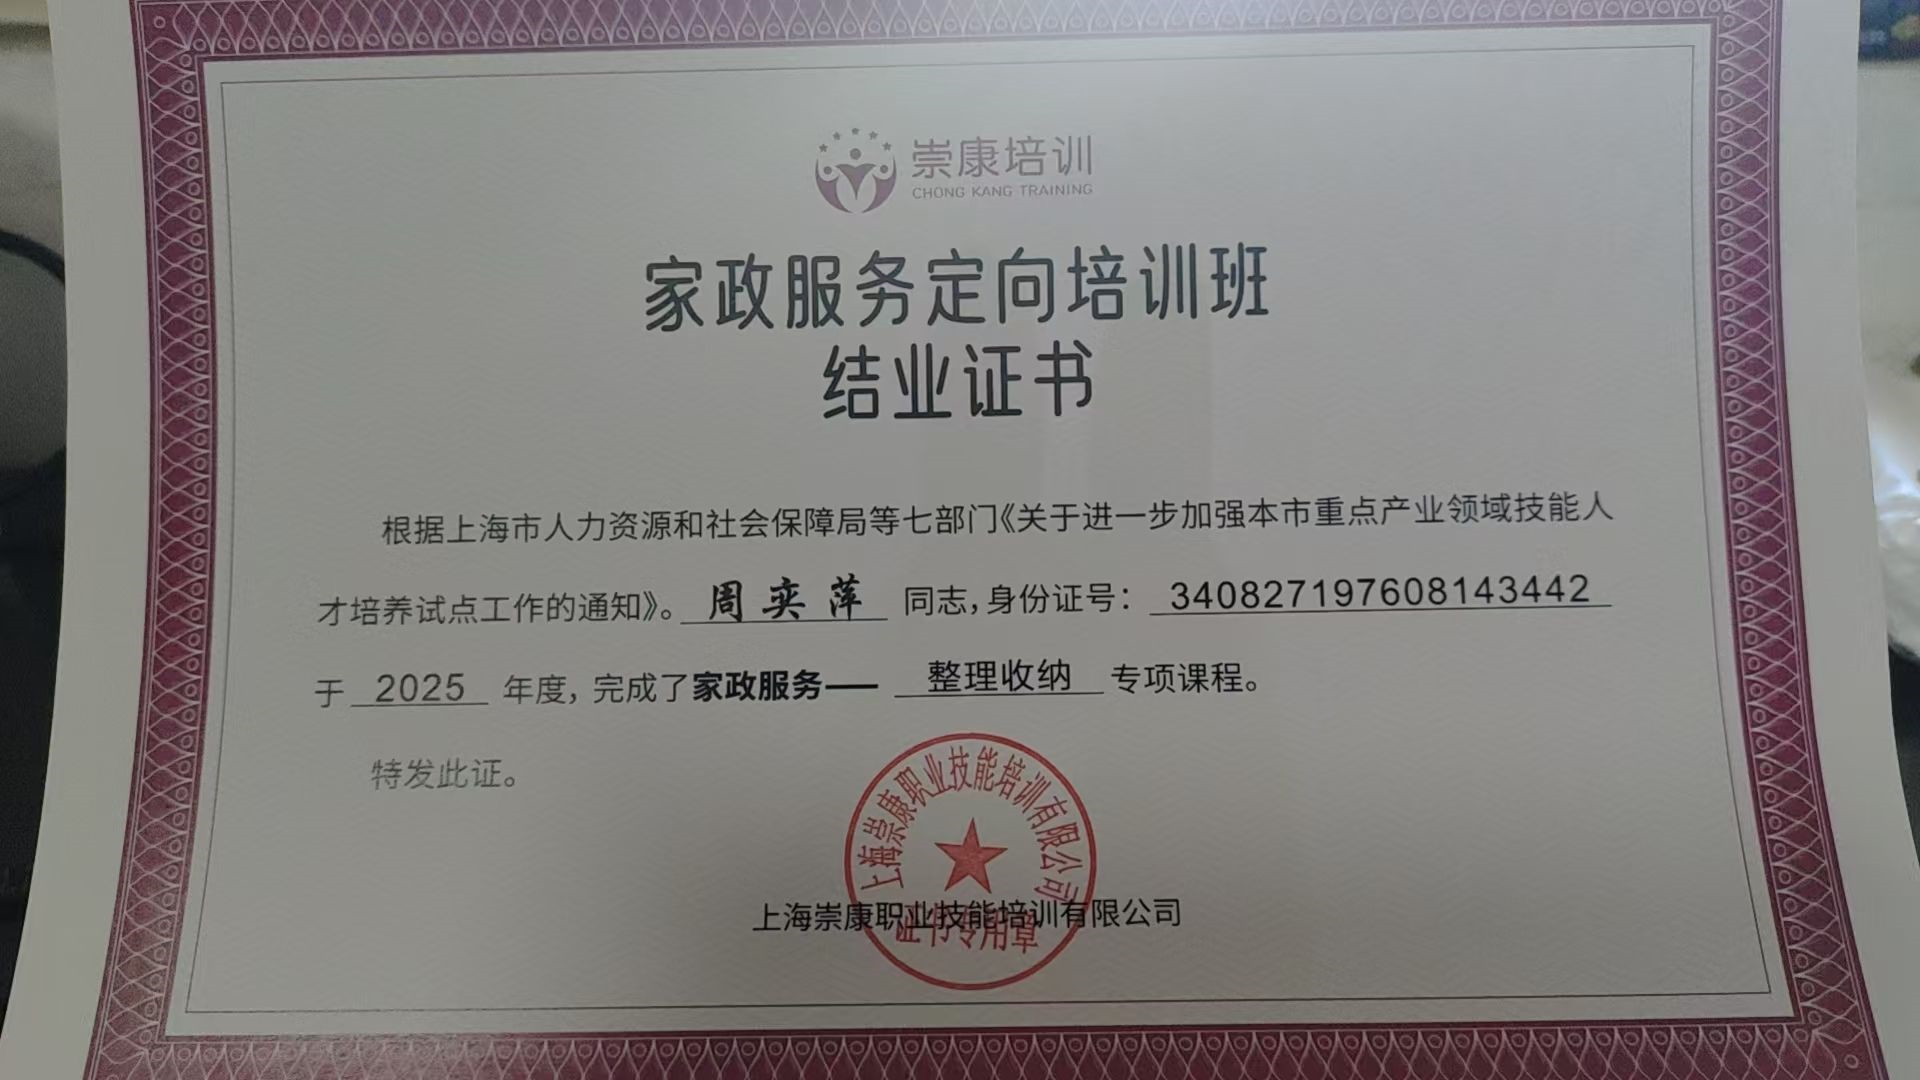 崇康培训
CHONG KANG TRAINING
家政服务定向培训班
结业证书
根据上海市人力资源和社会保障局等七部门《关于进一步加强本市重点产业领域技能人
才培养试点工作的通知》。周奕萍 同志，身份证号：340827197608143442
于 2025 年度，完成了家政服务—— 整理收纳 专项课程。
特发此证。
上海崇康职业技能培训有限公司
上海崇康职业技能培训有限公司
证书专用章